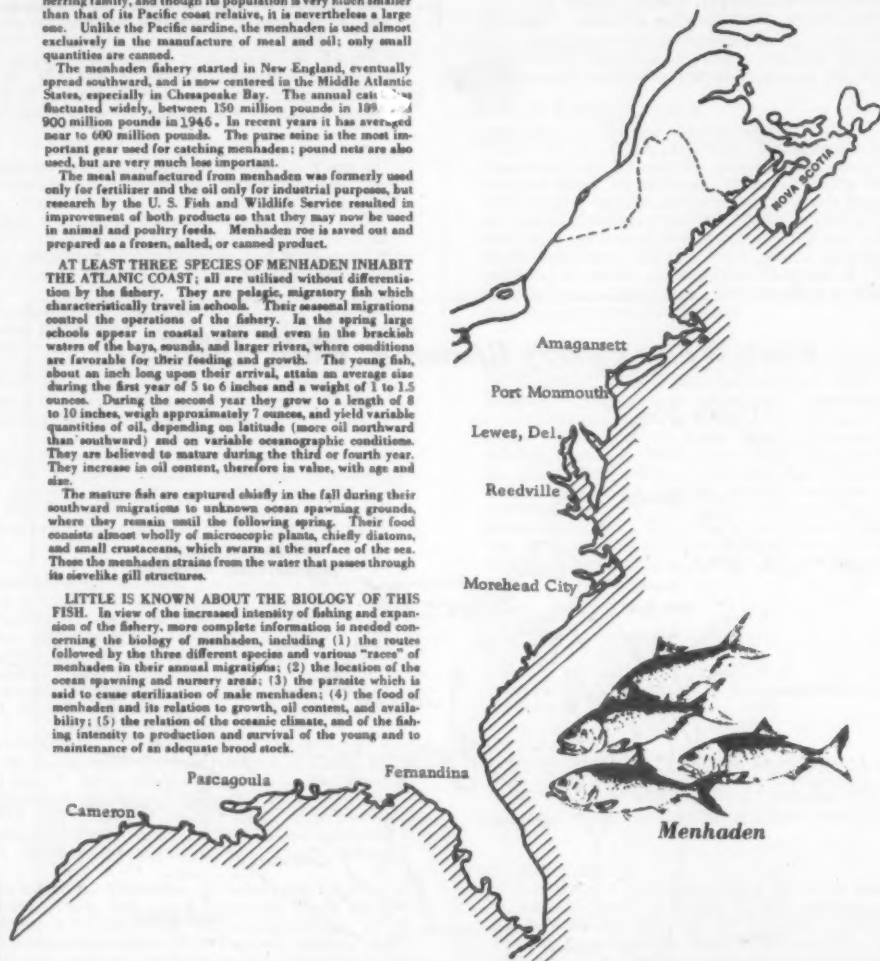 herring family, and though its population is very much smaller
than that of its Pacific coast relative, it is nevertheless a large
one. Unlike the Pacific sardine, the menhaden is used almost
exclusively in the manufacture of meal and oil; only small
quantities are canned.
The menhaden fishery started in New England, eventually
spread southward, and is now centered in the Middle Atlantic
States, especially in Chesapeake Bay. The annual catch has
fluctuated widely, between 150 million pounds in
900 million pounds in 1946. In recent years it has averaged
near to 600 million pounds. The purse seine is the most im-
portant gear used for catching menhaden; pound nets are also
used, but are very much less important.
The meal manufactured from menhaden was formerly used
only for fertilizer and the oil only for industrial purposes, but
research by the U. S. Fish and Wildlife Service resulted in
improvement of both products so that they may now be used
in animal and poultry feeds. Menhaden roe is saved out and
prepared as a frozen, salted, or canned product.
AT LEAST THREE SPECIES OF MENHADEN INHABIT
THE ATLANIC COAST; all are utilized without differentia-
tion by the fishery. They are pelagic, migratory fish which
characteristically travel in schools. Their seasonal migrations
control the operations of the fishery. In the spring large
schools appear in coastal waters and even in the brackish
waters of the bays, sounds, and larger rivers, where conditions
are favorable for their feeding and growth. The young fish,
about an inch long upon their arrival, attain an average size
during the first year of 5 to 6 inches and a weight of 1 to 1.5
ounces. During the second year they grow to a length of 8
to 10 inches, weigh approximately 7 ounces, and yield variable
quantities of oil, depending on latitude (more oil northward
than southward) and on variable oceanographic conditions.
They are believed to mature during the third or fourth year.
They increase in oil content, therefore in value, with age and
size.
The mature fish are captured chiefly in the fall during their
southward migrations to unknown ocean spawning grounds,
where they remain until the following spring. Their food
consists almost wholly of microscopic plants, chiefly diatoms,
and small crustaceans, which swarm at the surface of the sea.
These the menhaden strains from the water that passes through
its sievelike gill structures.
LITTLE IS KNOWN ABOUT THE BIOLOGY OF THIS
FISH. In view of the increased intensity of fishing and expan-
sion of the fishery, more complete information is needed con-
cerning the biology of menhaden, including (1) the routes
followed by the three different species and various "races" of
menhaden in their annual migrations; (2) the location of the
ocean spawning and nursery areas; (3) the parasite which is
said to cause sterilization of male menhaden; (4) the food of
menhaden and its relation to growth, oil content, and availa-
bility; (5) the relation of the oceanic climate, and of the fish-
ing intensity to production and survival of the young and to
maintenance of an adequate brood stock.
NOVA SCOTIA
Amagansett
Port Monmouth
Lewes, Del.
Reedville
Morehead City
Fernandina
Pascagoula
Cameron
Menhaden